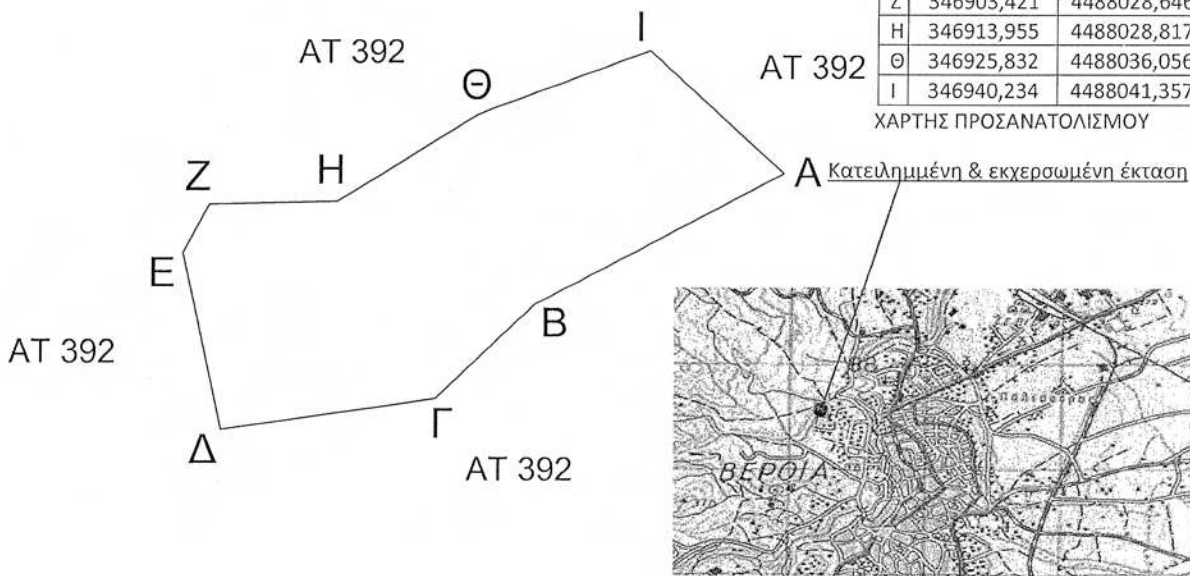 Ζ 346903,421 4488028,646
Η 346913,955 4488028,817
Θ 346925,832 4488036,056
Ι 346940,234 4488041,357
ΧΑΡΤΗΣ ΠΡΟΣΑΝΑΤΟΛΙΣΜΟΥ
Ι
ΑΤ 392
ΑΤ 392
Θ
Α Κατειλημμένη & εκχερσωμένη έκταση
Ζ
Η
Ε
Β
ΑΤ 392
Γ
Δ
ΑΤ 392
ΒΕΡΟΙΑ